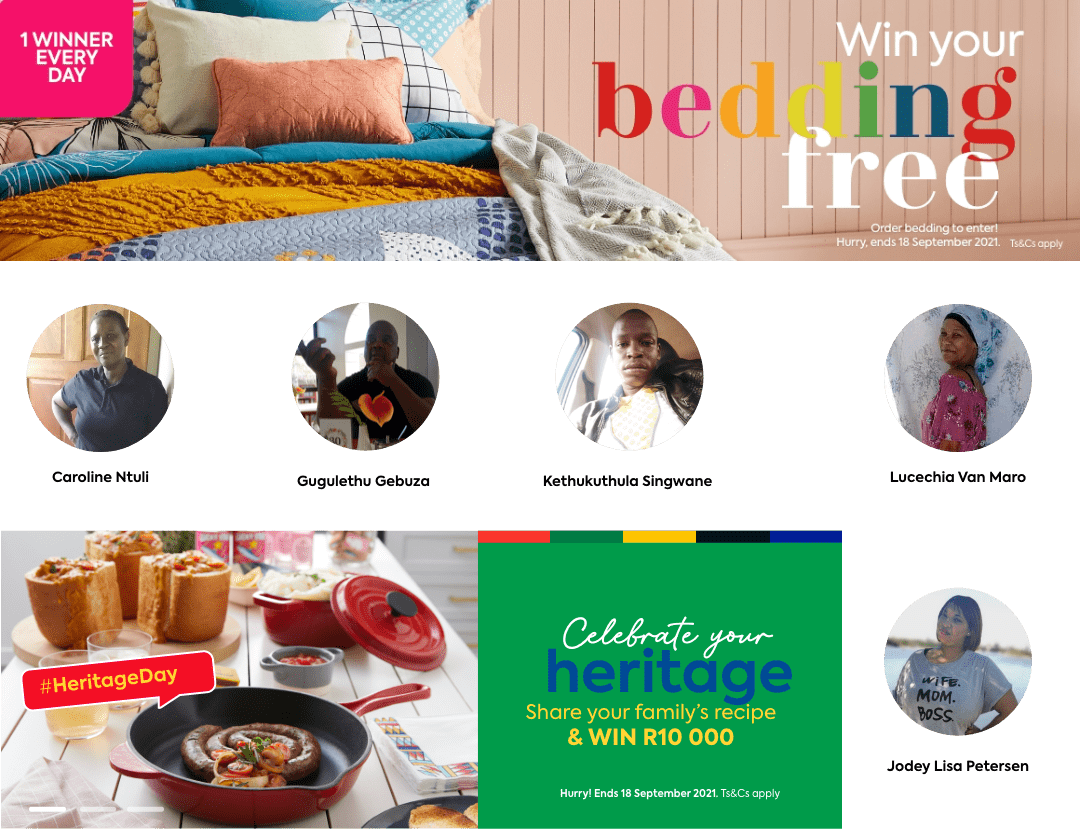 1 WINNER
EVERY
DAY
Win your
bedding
free
Order bedding to enter!
Hurry, ends 18 September 2021. Ts&Cs apply
Caroline Ntuli
Gugulethu Gebuza
Kethukuthula Singwane
Lucechia Van Maro
#HeritageDay
Celebrate your
heritage
Share your family's recipe
& WIN R10 000
Hurry! Ends 18 September 2021. Ts&Cs apply
WIFE.
MOM.
BOSS
Jodey Lisa Petersen